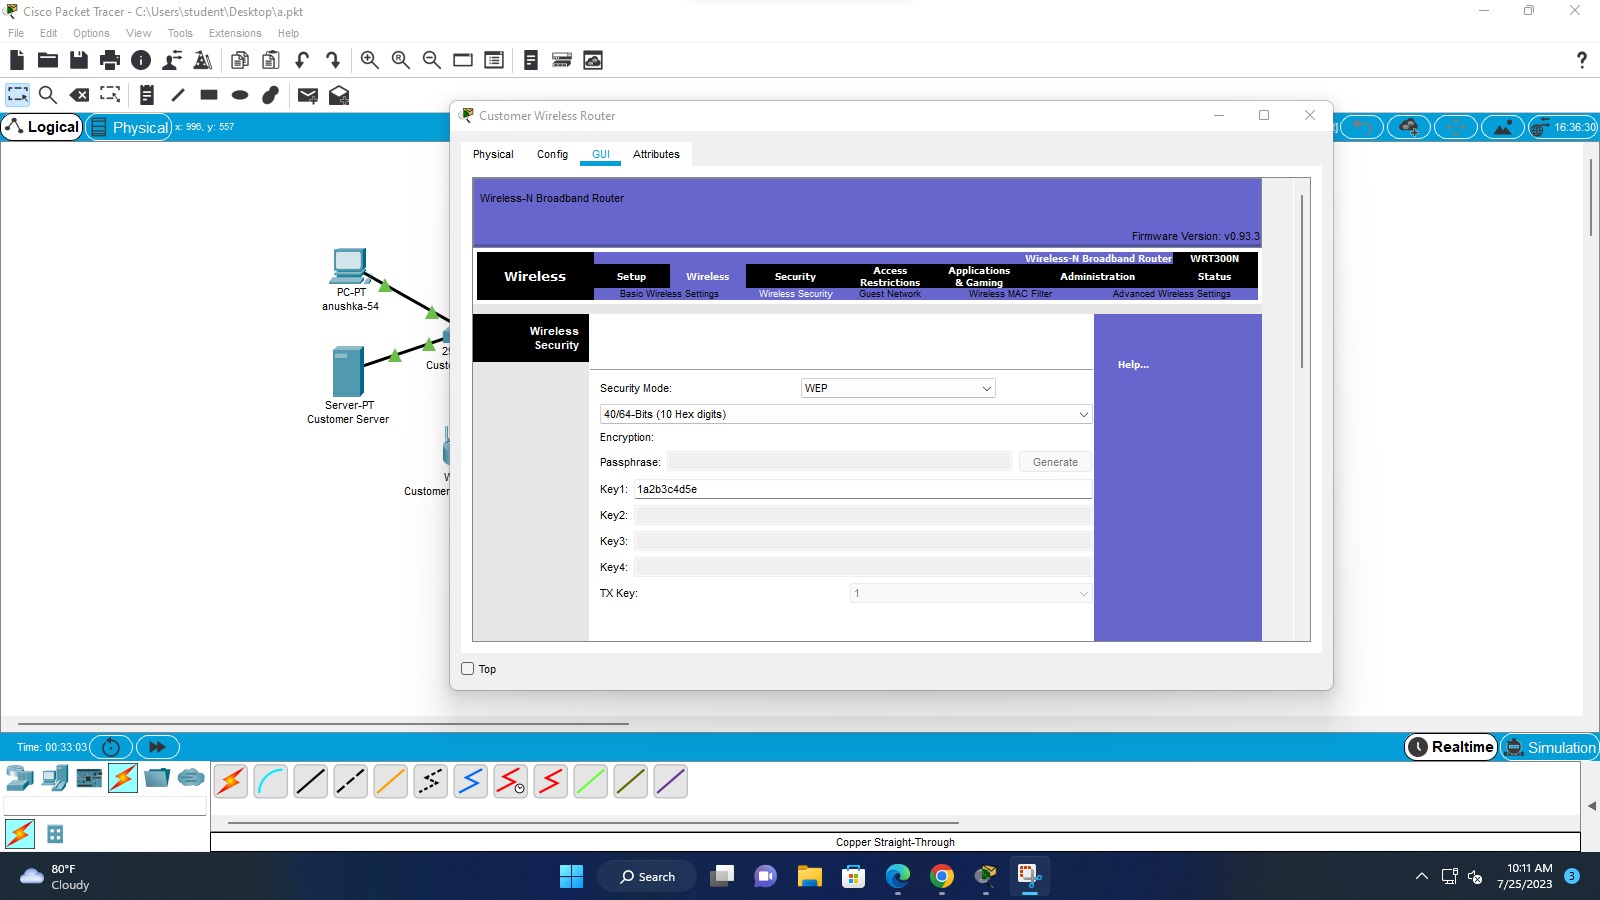 Cisco Packet Tracer - C:\Users\student\Desktop\a.pkt
File Edit Options View Tools Extensions Help
?
Logical Physical x: 996, y: 557
16:36:30
Customer Wireless Router
Physical Config GUI Attributes
Wireless-N Broadband Router
Firmware Version: v0.93.3
Wireless-N Broadband Router WRT300N
Wireless
Setup Wireless Security Access Restrictions Applications & Gaming Administration Status
Basic Wireless Settings Wireless Security Guest Network Wireless MAC Filter Advanced Wireless Settings
Wireless Security
Help...
Security Mode: WEP
40/64-Bits (10 Hex digits)
Encryption:
Passphrase: Generate
Key1: 1a2b3c4d5e
Key2:
Key3:
Key4:
TX Key: 1
Top
PC-PT
anushka-54
29
Custo
Server-PT
Customer Server
W
Customer
Time: 00:33:03
Realtime Simulation
Copper Straight-Through
80°F
Cloudy
Search
10:11 AM
7/25/2023
3